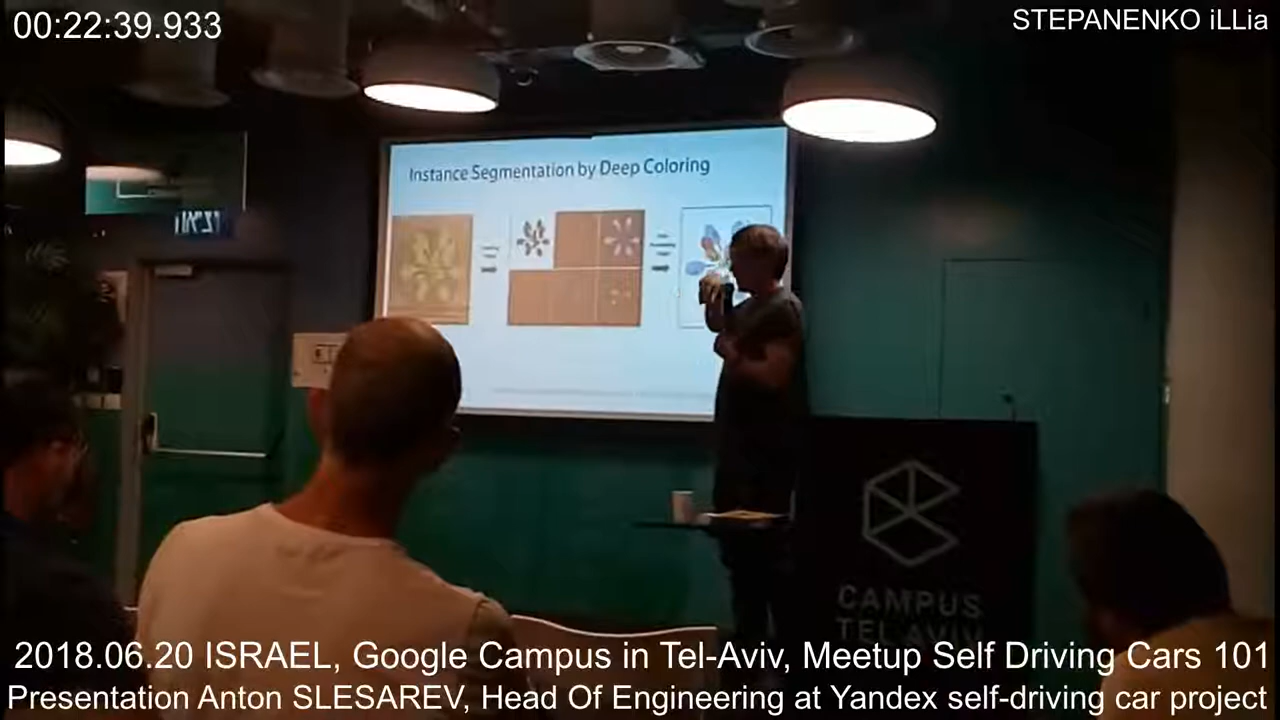 00:22:39.933
STEPANENKO iLLia
Instance Segmentation by Deep Coloring
יציאה
CAMPUS
TEL AVIV
2018.06.20 ISRAEL, Google Campus in Tel-Aviv, Meetup Self Driving Cars 101
Presentation Anton SLESAREV, Head Of Engineering at Yandex self-driving car project